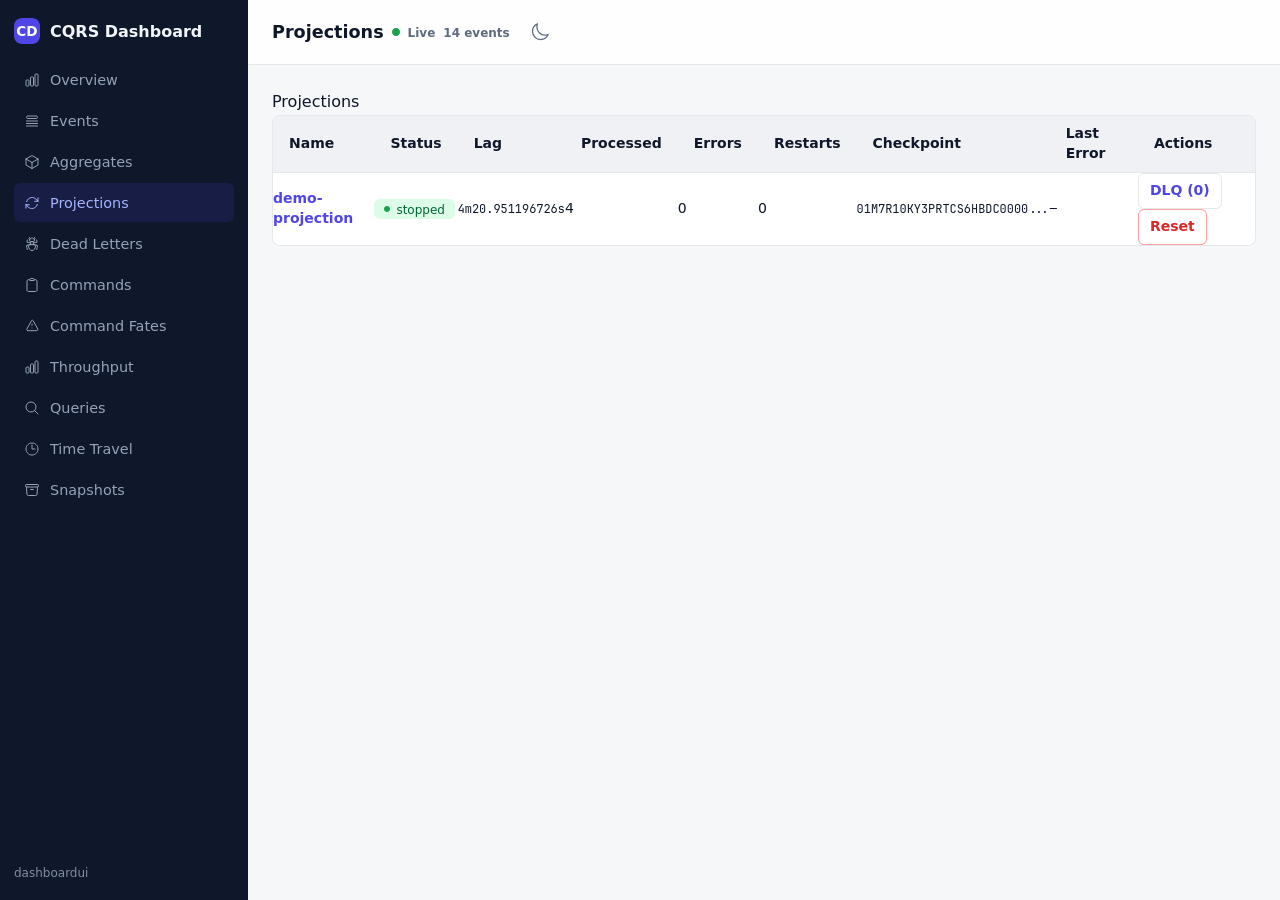 CD CQRS Dashboard
Overview
Events
Aggregates
Projections
Dead Letters
Commands
Command Fates
Throughput
Queries
Time Travel
Snapshots
dashboardui
Projections Live 14 events
Projections
Name Status Lag Processed Errors Restarts Checkpoint Last Error Actions
demo-projection stopped 4m20.951196726s 4 0 0 01M7R10KY3PRTCS6HBDC0000... — DLQ (0)
Reset